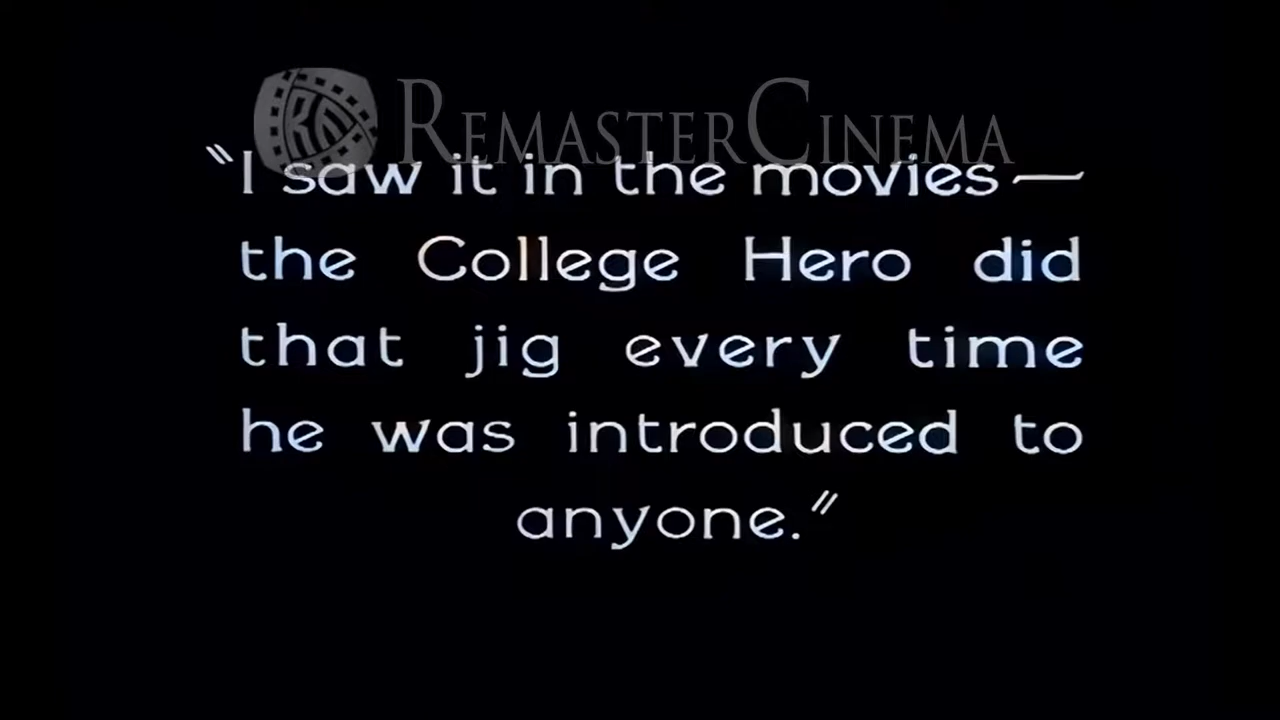 REMASTERCINEMA
"I saw it in the movies—
the College Hero did
that jig every time
he was introduced to
anyone."